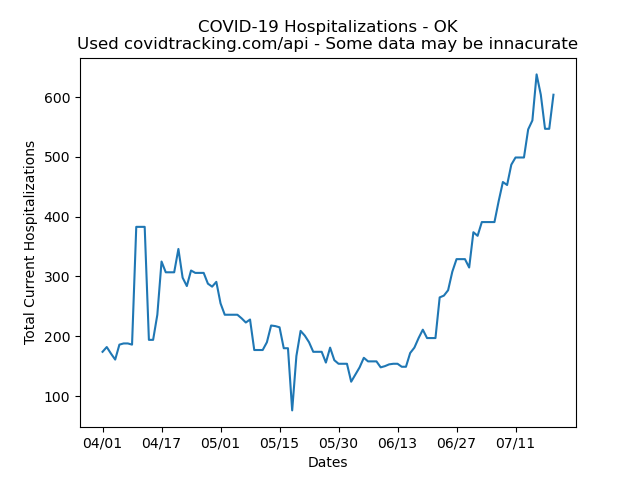 COVID-19 Hospitalizations - OK
Used covidtracking.com/api - Some data may be innacurate
Total Current Hospitalizations
600
500
400
300
200
100
04/01 04/17 05/01 05/15 05/30 06/13 06/27 07/11
Dates